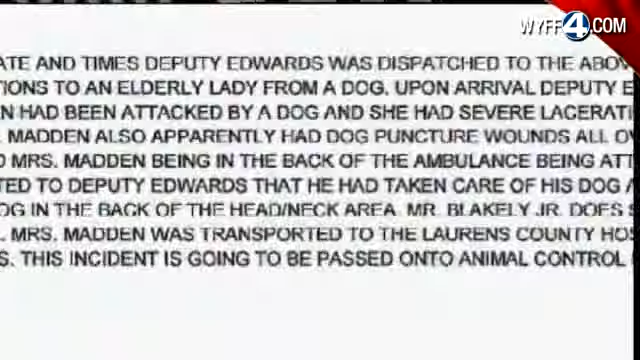 WYFF4.COM
ATE AND TIMES DEPUTY EDWARDS WAS DISPATCHED TO THE ABOV
TIONS TO AN ELDERLY LADY FROM A DOG. UPON ARRIVAL DEPUTY E
EN HAD BEEN ATTACKED BY A DOG AND SHE HAD SEVERE LACERATI
. MADDEN ALSO APPARENTLY HAD DOG PUNCTURE WOUNDS ALL OV
D MRS. MADDEN BEING IN THE BACK OF THE AMBULANCE BEING ATT
TED TO DEPUTY EDWARDS THAT HE HAD TAKEN CARE OF HIS DOG A
OG IN THE BACK OF THE HEAD/NECK AREA. MR. BLAKELY JR. DOES S
. MRS. MADDEN WAS TRANSPORTED TO THE LAURENS COUNTY HOS
S. THIS INCIDENT IS GOING TO BE PASSED ONTO ANIMAL CONTROL